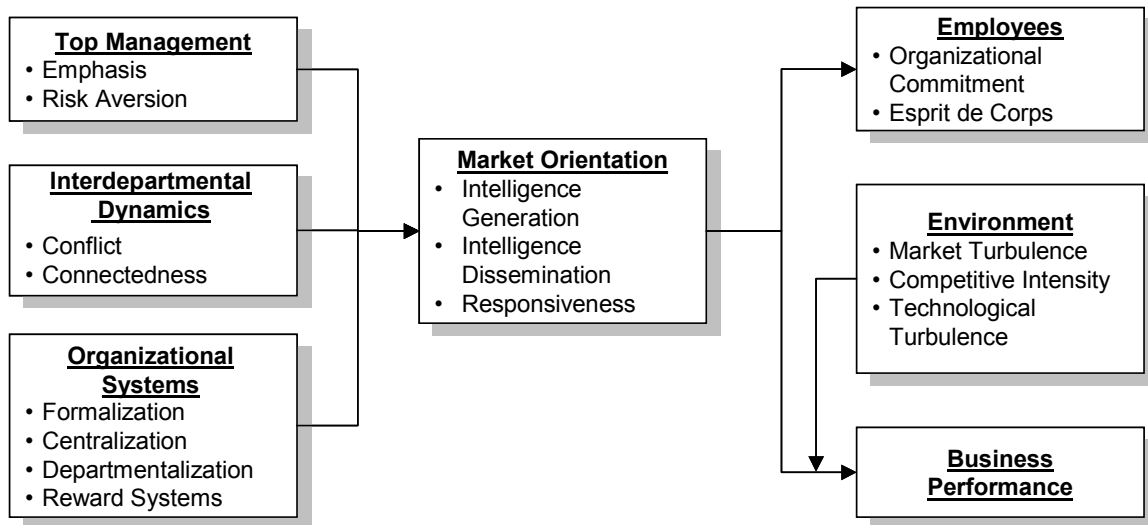 Top Management
• Emphasis
• Risk Aversion
Interdepartmental
Dynamics
• Conflict
• Connectedness
Organizational
Systems
• Formalization
• Centralization
• Departmentalization
• Reward Systems
Market Orientation
• Intelligence
Generation
• Intelligence
Dissemination
• Responsiveness
Employees
• Organizational
Commitment
• Esprit de Corps
Environment
• Market Turbulence
• Competitive Intensity
• Technological
Turbulence
Business
Performance